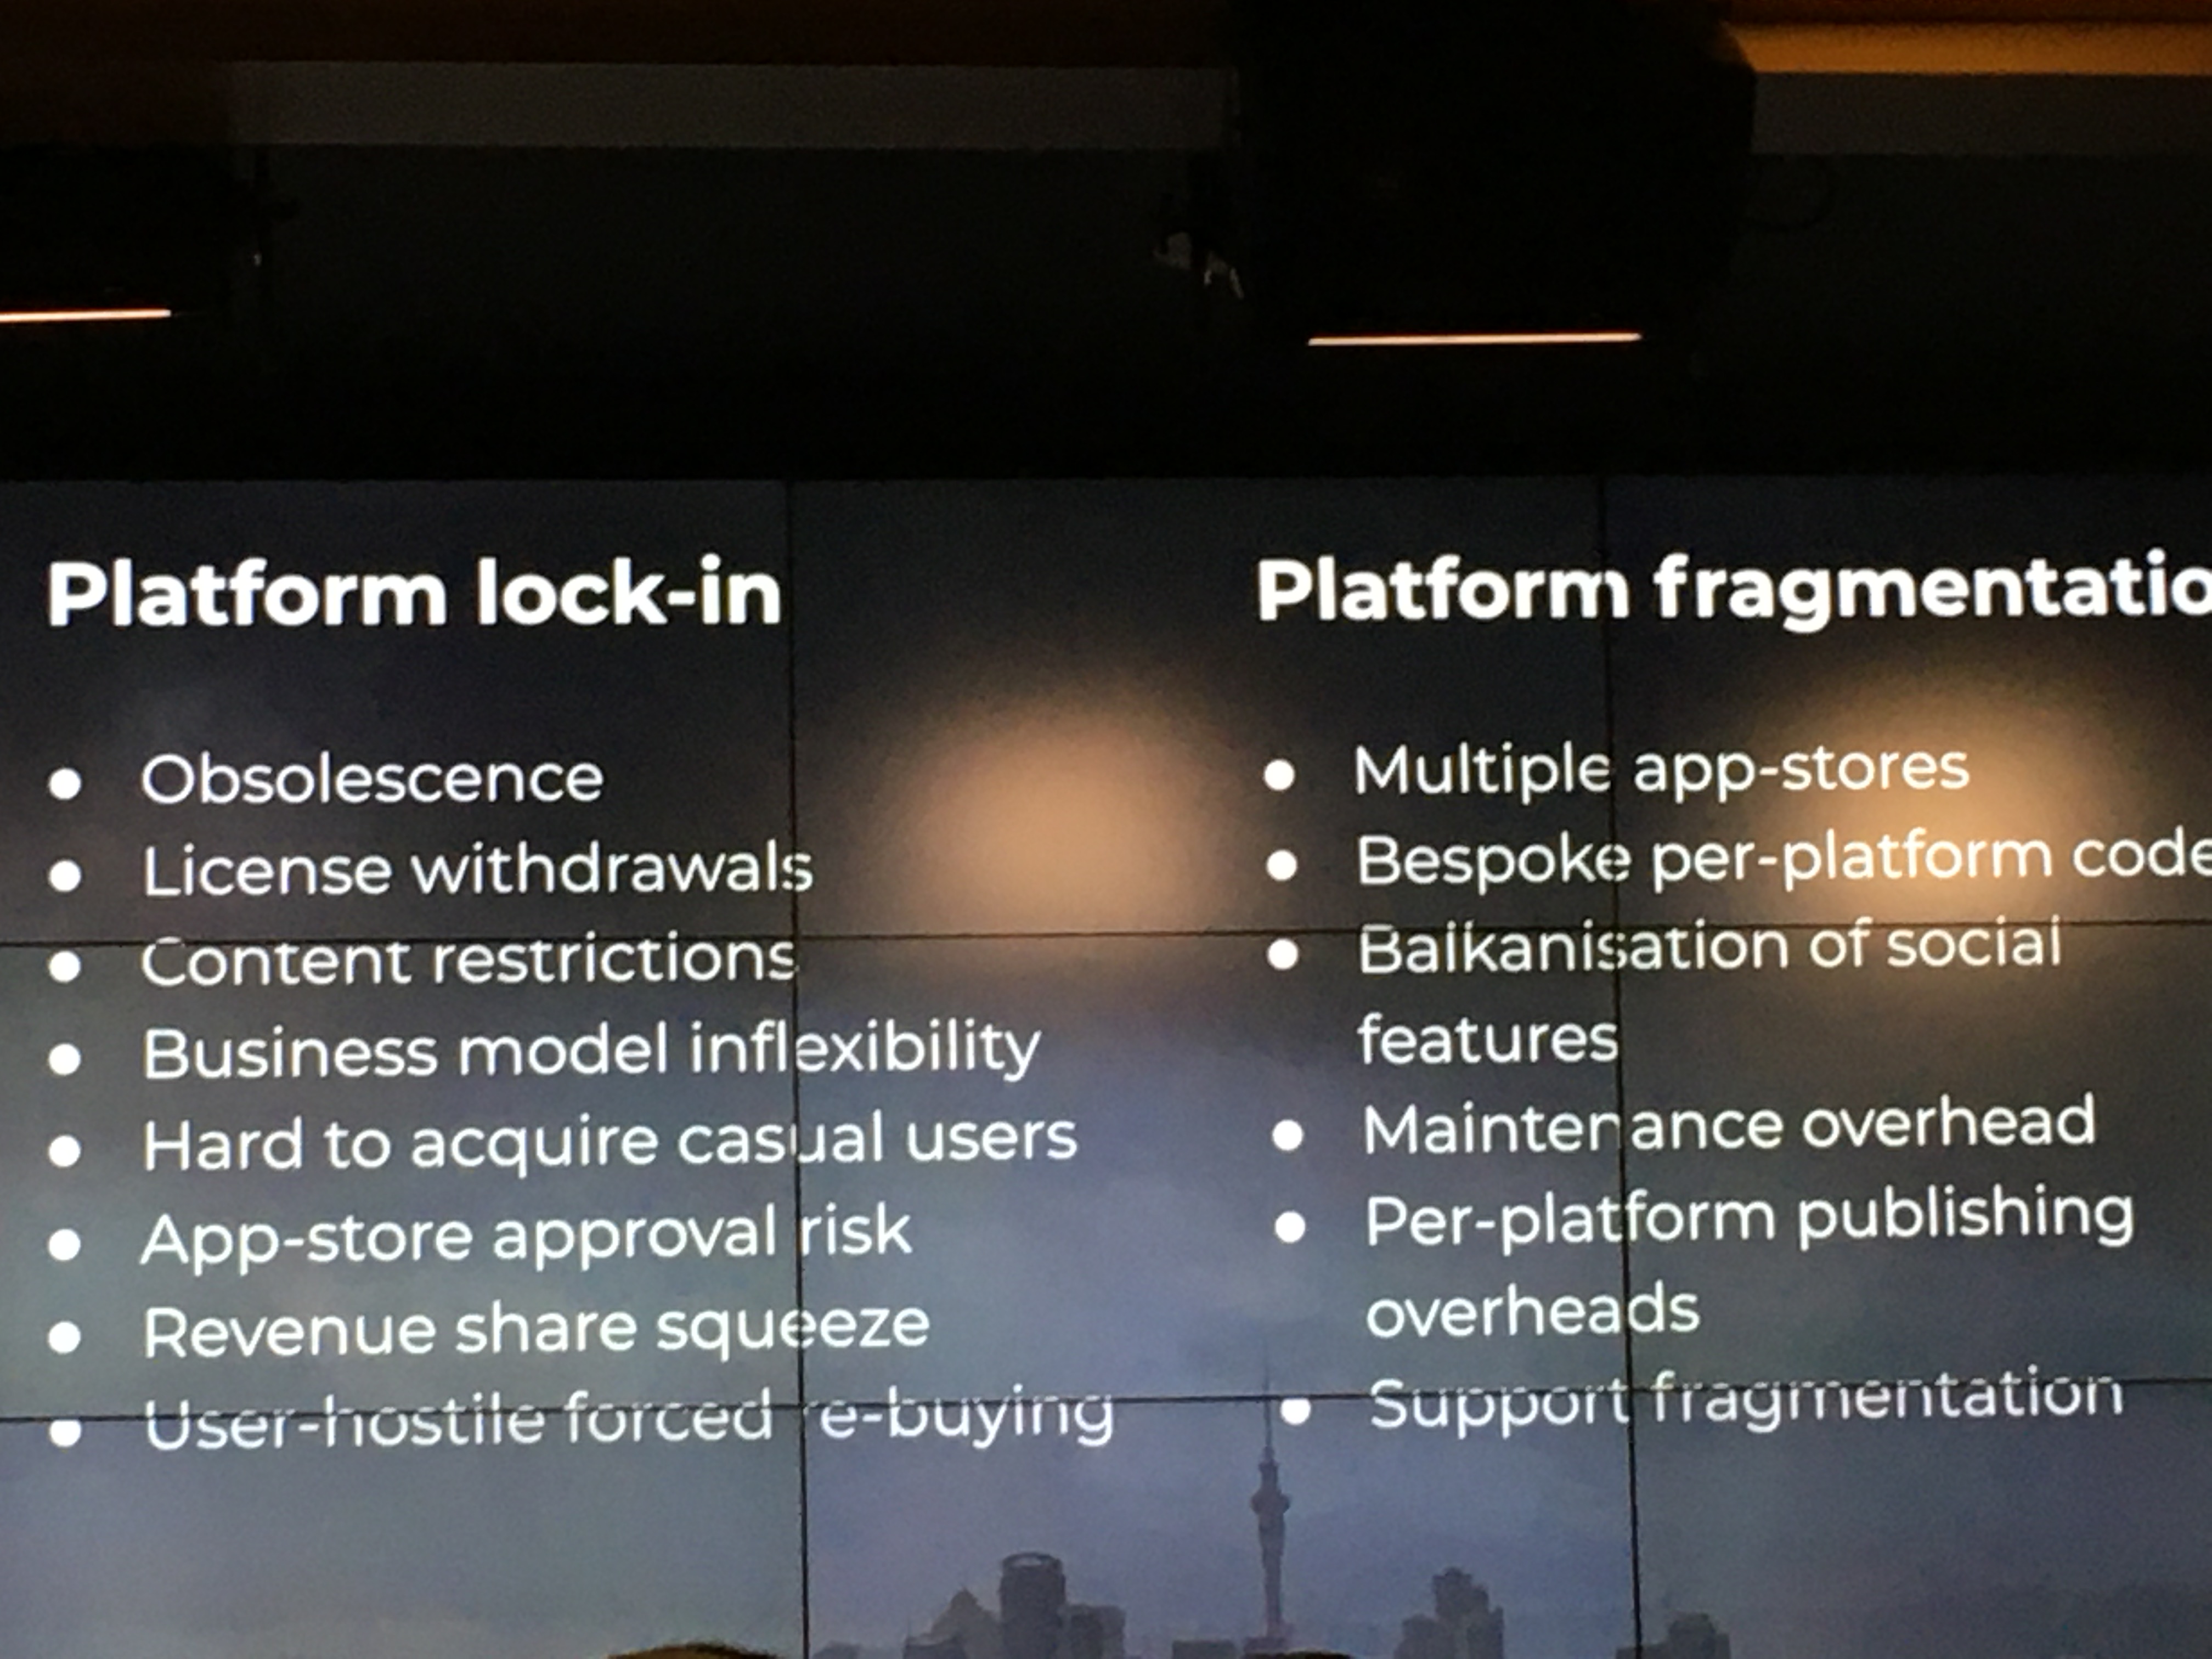 Platform lock-in
• Obsolescence
• License withdrawals
• Content restrictions
• Business model inflexibility
• Hard to acquire casual users
• App-store approval risk
• Revenue share squeeze
• User-hostile forced re-buying
Platform fragmentatio
• Multiple app-stores
• Bespoke per-platform code
• Balkanisation of social
features
• Maintenance overhead
• Per-platform publishing
overheads
• Support fragmentation